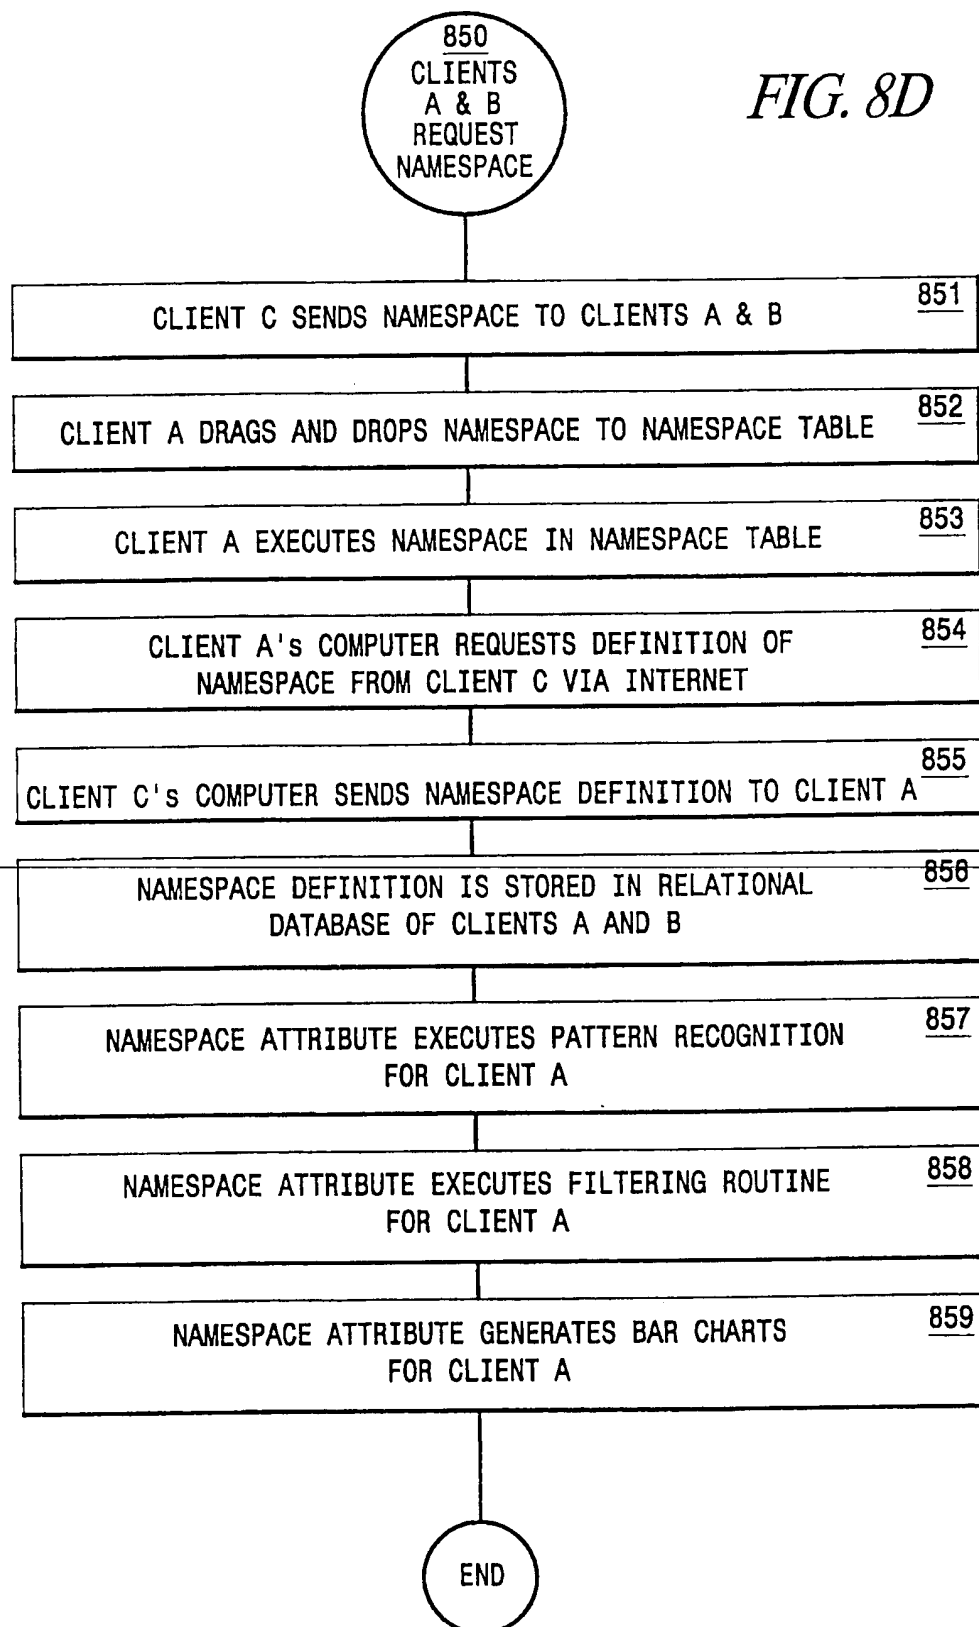 850
CLIENTS
A & B
REQUEST
NAMESPACE
FIG. 8D
851
CLIENT C SENDS NAMESPACE TO CLIENTS A & B
852
CLIENT A DRAGS AND DROPS NAMESPACE TO NAMESPACE TABLE
853
CLIENT A EXECUTES NAMESPACE IN NAMESPACE TABLE
854
CLIENT A's COMPUTER REQUESTS DEFINITION OF
NAMESPACE FROM CLIENT C VIA INTERNET
855
CLIENT C's COMPUTER SENDS NAMESPACE DEFINITION TO CLIENT A
856
NAMESPACE DEFINITION IS STORED IN RELATIONAL
DATABASE OF CLIENTS A AND B
857
NAMESPACE ATTRIBUTE EXECUTES PATTERN RECOGNITION
FOR CLIENT A
858
NAMESPACE ATTRIBUTE EXECUTES FILTERING ROUTINE
FOR CLIENT A
859
NAMESPACE ATTRIBUTE GENERATES BAR CHARTS
FOR CLIENT A
END